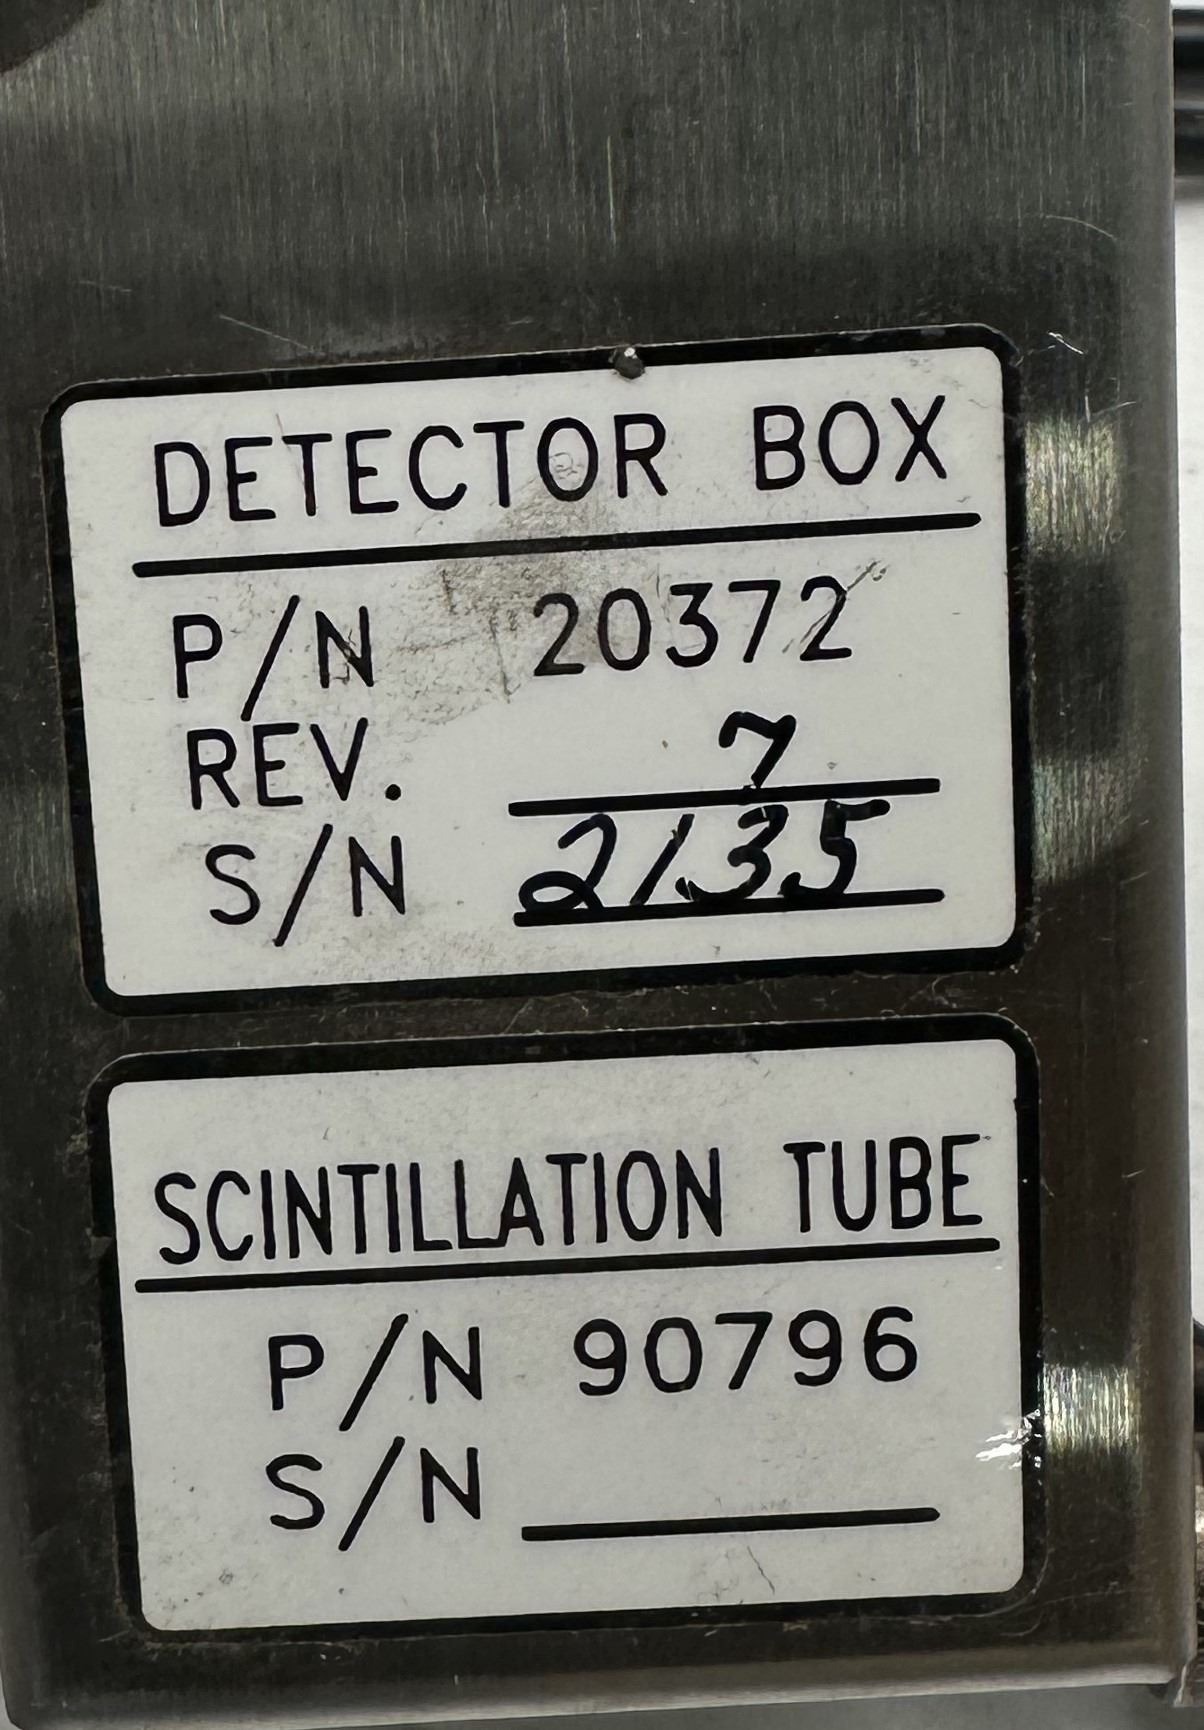 DETECTOR BOX
P/N 20372
REV. 7
S/N 2135
SCINTILLATION TUBE
P/N 90796
S/N